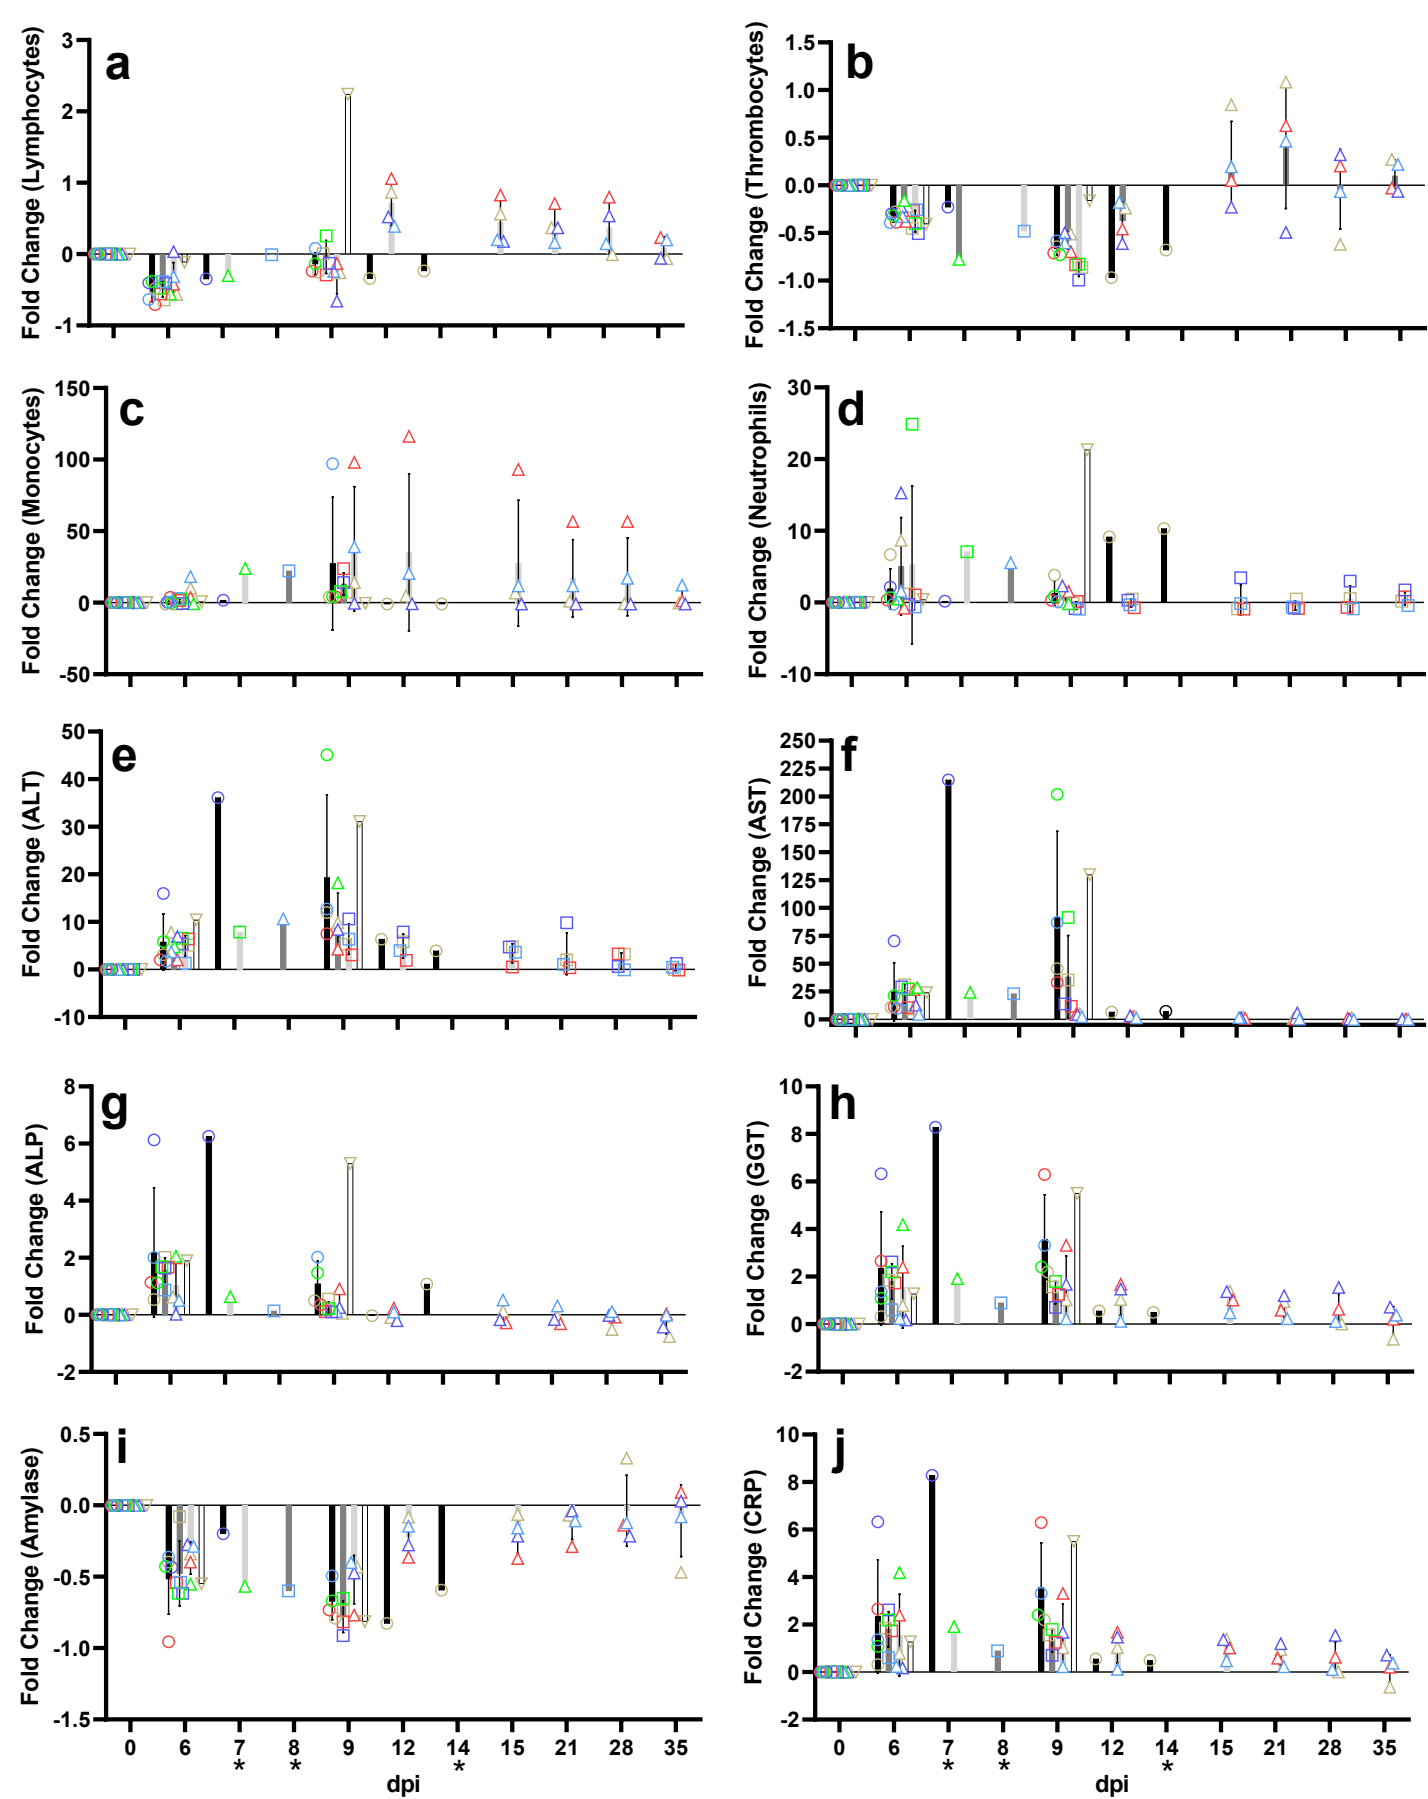 a
Fold Change (Lymphocytes)
3
2
1
0
-1
b
Fold Change (Thrombocytes)
1.5
1.0
0.5
0.0
-0.5
-1.0
-1.5
c
Fold Change (Monocytes)
150
100
50
0
-50
d
Fold Change (Neutrophils)
30
20
10
0
-10
e
Fold Change (ALT)
50
40
30
20
10
0
-10
f
Fold Change (AST)
250
225
200
175
150
125
100
75
50
25
0
g
Fold Change (ALP)
8
6
4
2
0
-2
h
Fold Change (GGT)
10
8
6
4
2
0
-2
i
Fold Change (Amylase)
0.5
0.0
-0.5
-1.0
-1.5
0 6 7 8 9 12 14 15 21 28 35
* * *
dpi
j
Fold Change (CRP)
10
8
6
4
2
0
-2
0 6 7 8 9 12 14 15 21 28 35
* * *
dpi